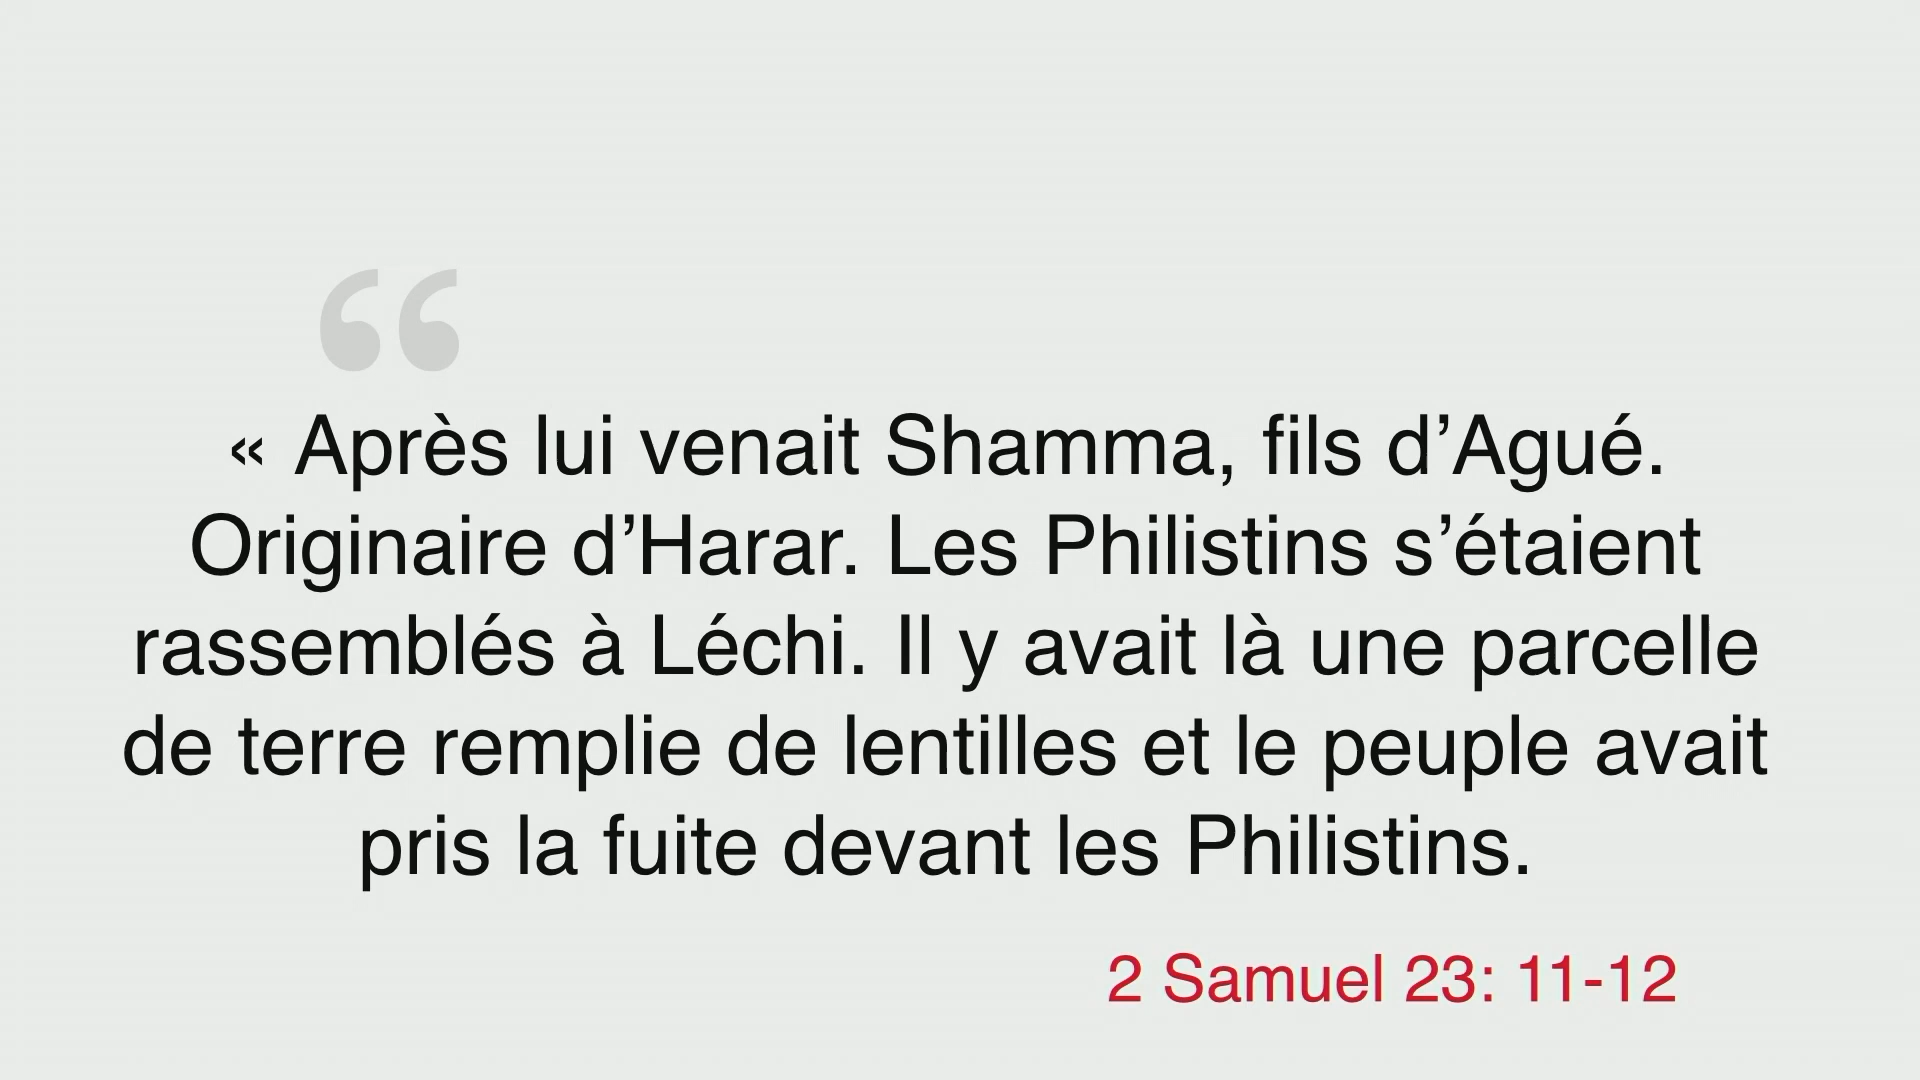 “
« Après lui venait Shamma, fils d’Agué.
Originaire d’Harar. Les Philistins s’étaient
rassemblés à Léchi. Il y avait là une parcelle
de terre remplie de lentilles et le peuple avait
pris la fuite devant les Philistins.
2 Samuel 23: 11-12